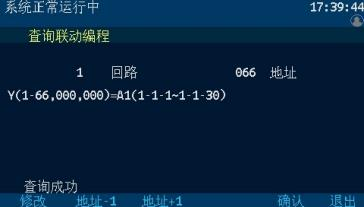 系统正常运行中 17:39:44
查询联动编程
1 回路 066 地址
Y(1-66,000,000)=A1(1-1-1~1-1-30)
查询成功
修改 地址-1 地址+1 确认 退出